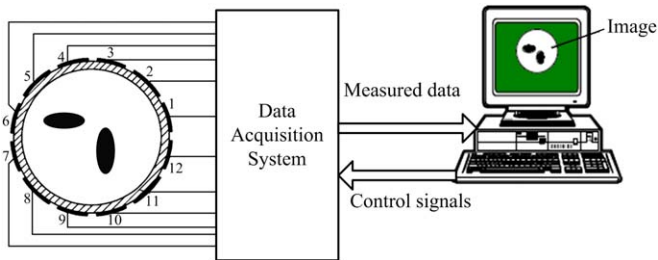 4
3
2
5
1
6
7
12
8
11
9
10
Data
Acquisition
System
Measured data
Control signals
Image